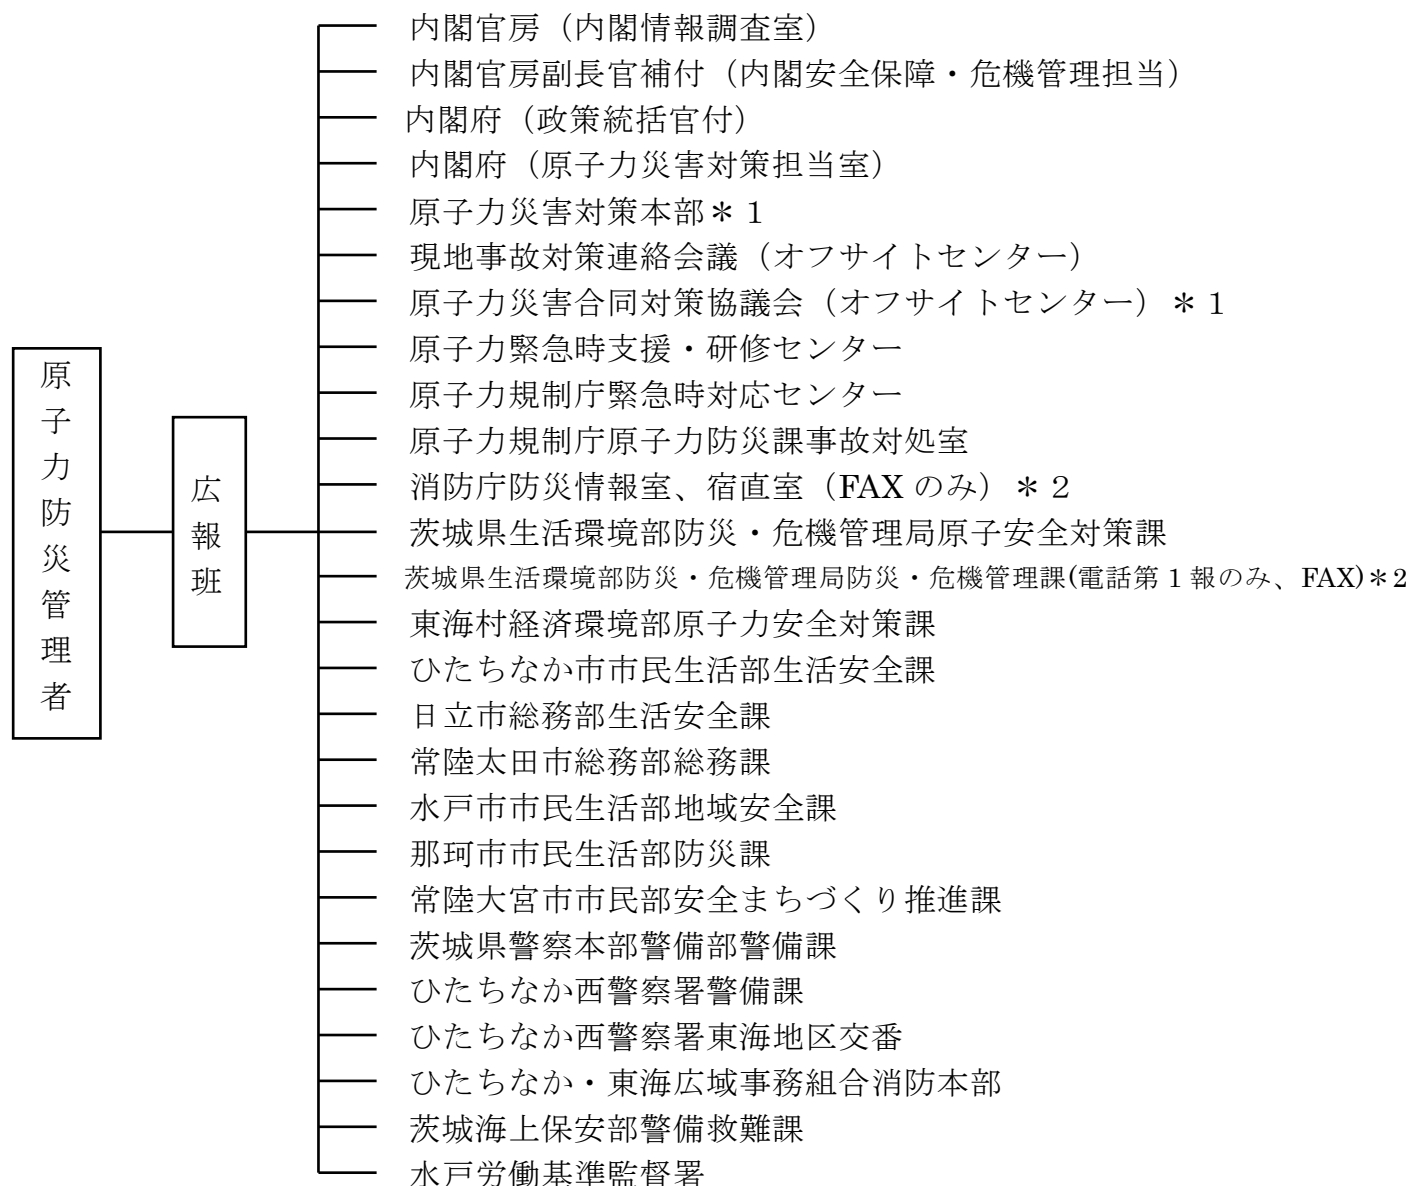 原子力防災管理者
広報班
内閣官房（内閣情報調査室）
内閣官房副長官補付（内閣安全保障・危機管理担当）
内閣府（政策統括官付）
内閣府（原子力災害対策担当室）
原子力災害対策本部＊１
現地事故対策連絡会議（オフサイトセンター）
原子力災害合同対策協議会（オフサイトセンター）＊１
原子力緊急時支援・研修センター
原子力規制庁緊急時対応センター
原子力規制庁原子力防災課事故対処室
消防庁防災情報室、宿直室（FAX のみ）＊２
茨城県生活環境部防災・危機管理局原子安全対策課
茨城県生活環境部防災・危機管理局防災・危機管理課(電話第１報のみ、FAX)＊2
東海村経済環境部原子力安全対策課
ひたちなか市市民生活部生活安全課
日立市総務部生活安全課
常陸太田市総務部総務課
水戸市市民生活部地域安全課
那珂市市民生活部防災課
常陸大宮市市民部安全まちづくり推進課
茨城県警察本部警備部警備課
ひたちなか西警察署警備課
ひたちなか西警察署東海地区交番
ひたちなか・東海広域事務組合消防本部
茨城海上保安部警備救難課
水戸労働基準監督署